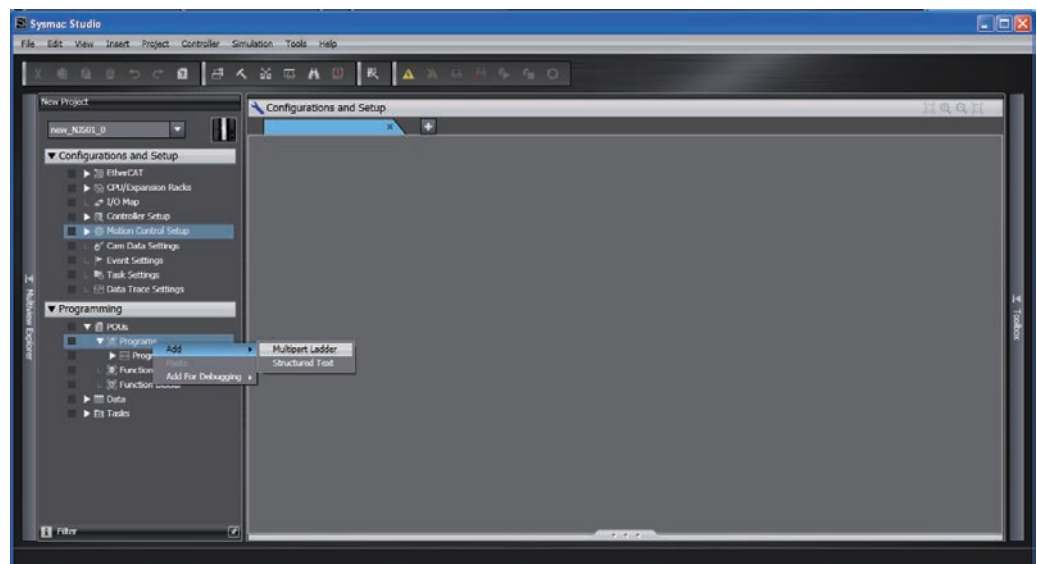 Sysmac Studio
File Edit View Insert Project Controller Simulation Tools Help
New Project
new_NJ501_0
Configurations and Setup
EtherCAT
CPU/Expansion Racks
I/O Map
Controller Setup
Motion Control Setup
Cam Data Settings
Event Settings
Task Settings
Data Trace Settings
Programming
POUs
Programs
Prog
Function
Function
Data
Tasks
Filter
Multiview Explorer
Configurations and Setup
Add
Paste
Add For Debugging
Multipart Ladder
Structured Text
Toolbox